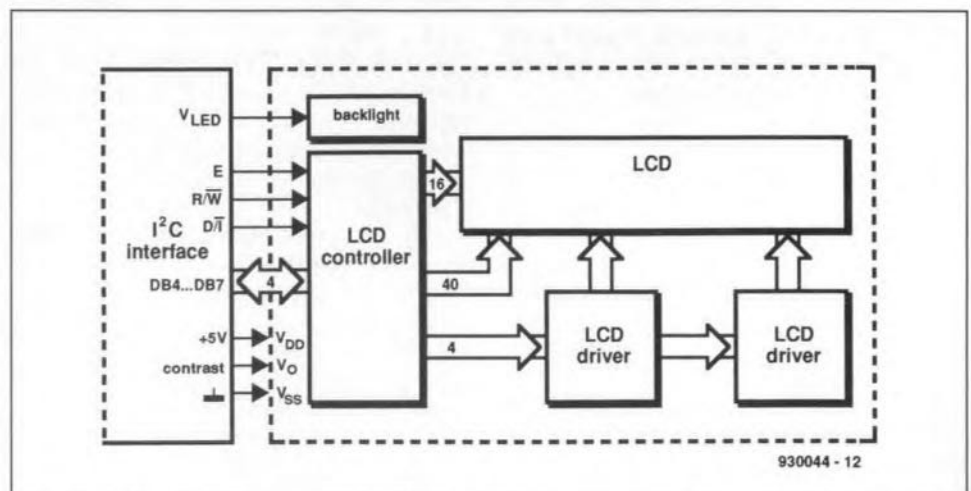 V_LED
backlight
LCD
E
R/W̅
D/I̅
16
LCD
controller
I²C
interface
DB4...DB7
4
40
4
LCD
driver
LCD
driver
+5V
V_DD
contrast
V_O
V_SS
930044 - 12